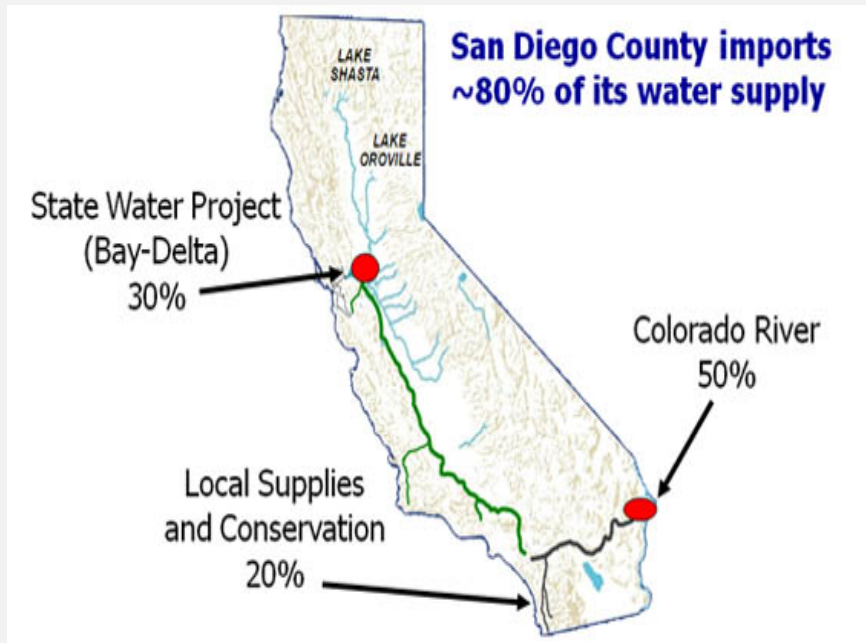 San Diego County imports
~80% of its water supply
LAKE
SHASTA
LAKE
OROVILLE
State Water Project
(Bay-Delta)
30%
Colorado River
50%
Local Supplies
and Conservation
20%